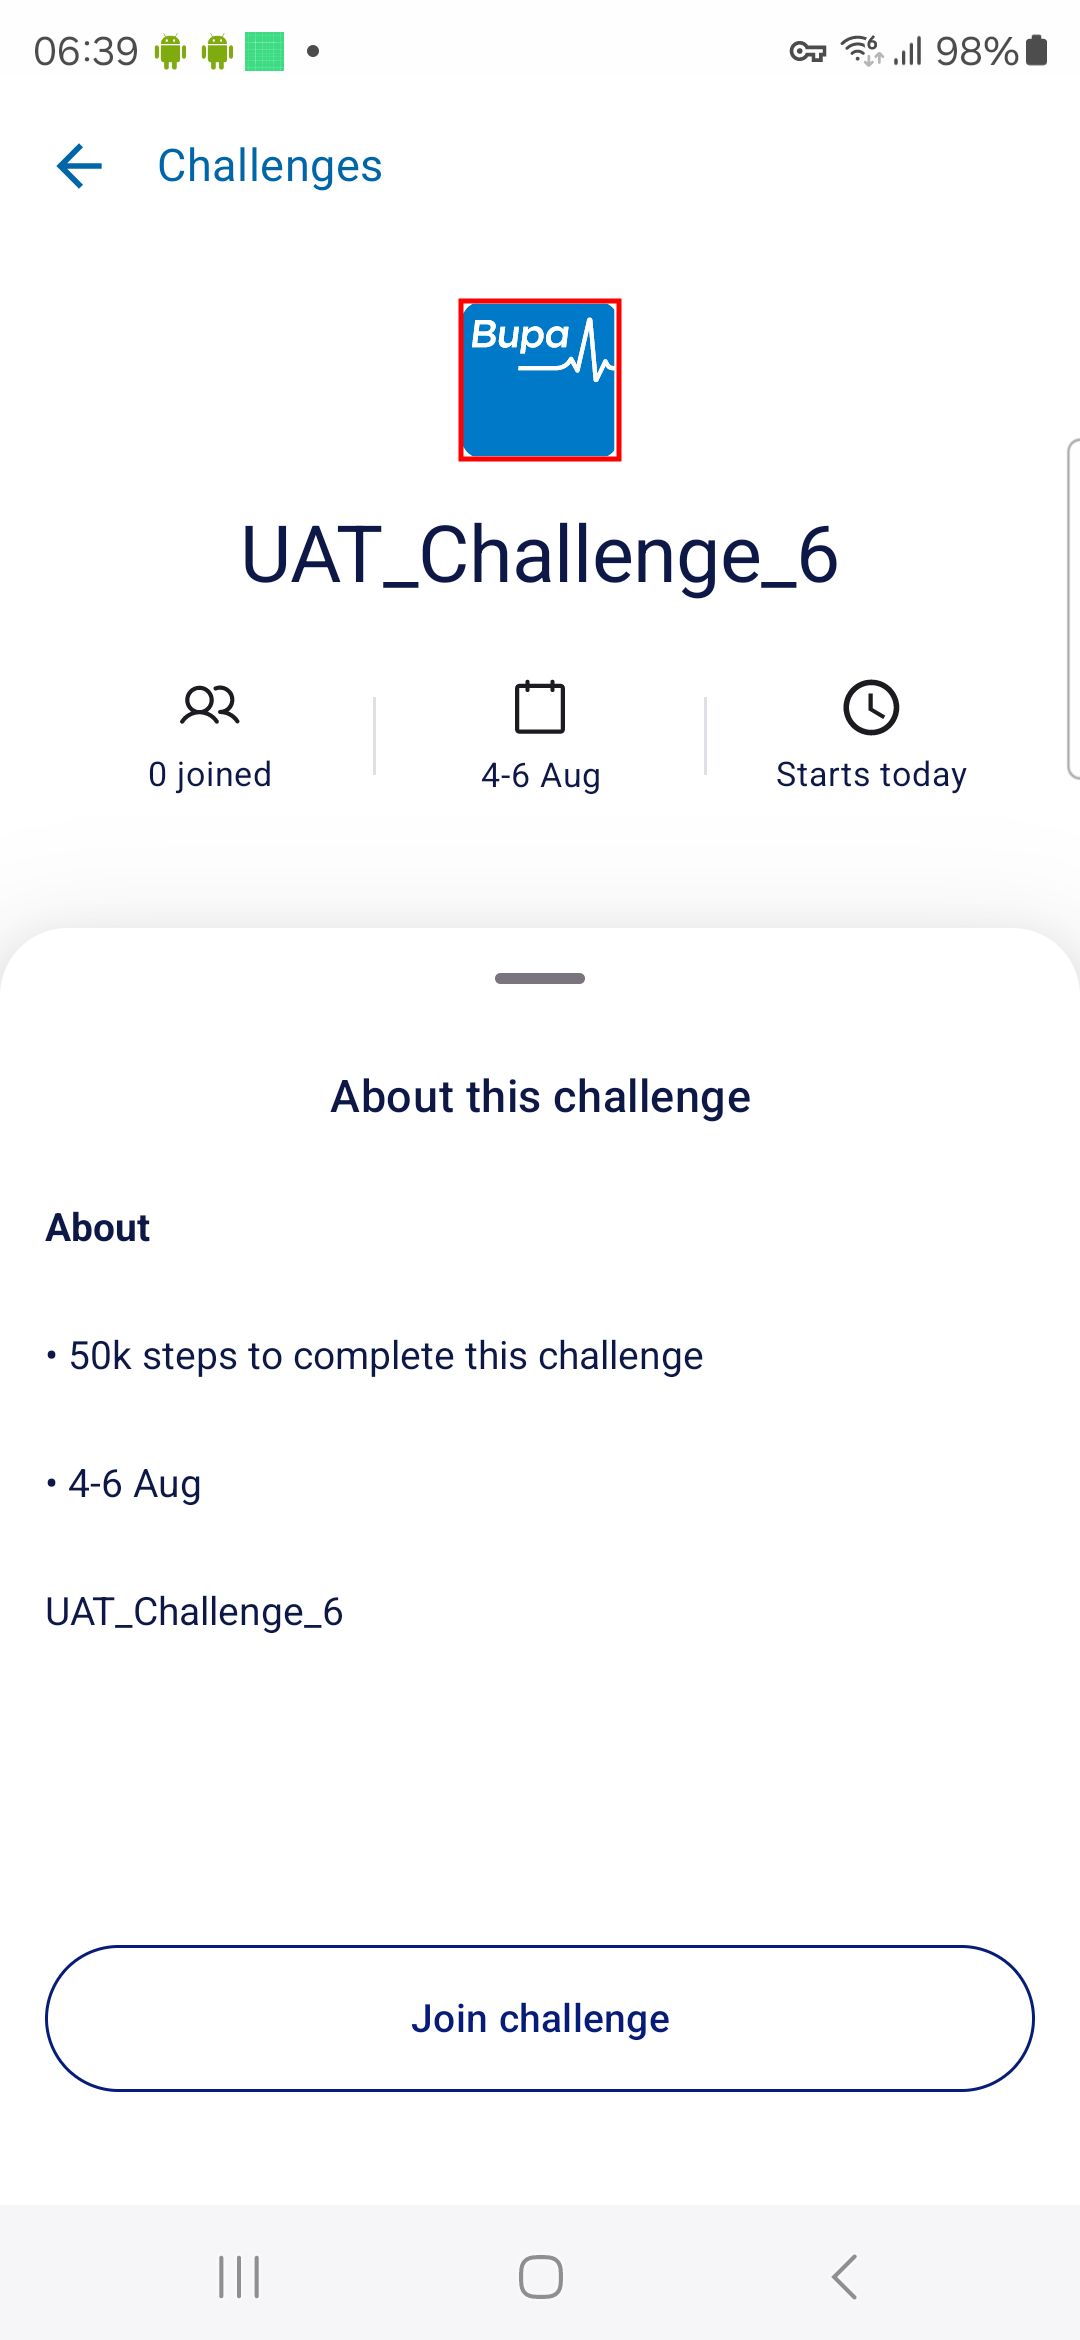 06:39
98%
Challenges
Bupa
UAT_Challenge_6
0 joined
4-6 Aug
Starts today
About this challenge
About
• 50k steps to complete this challenge
• 4-6 Aug
UAT_Challenge_6
Join challenge